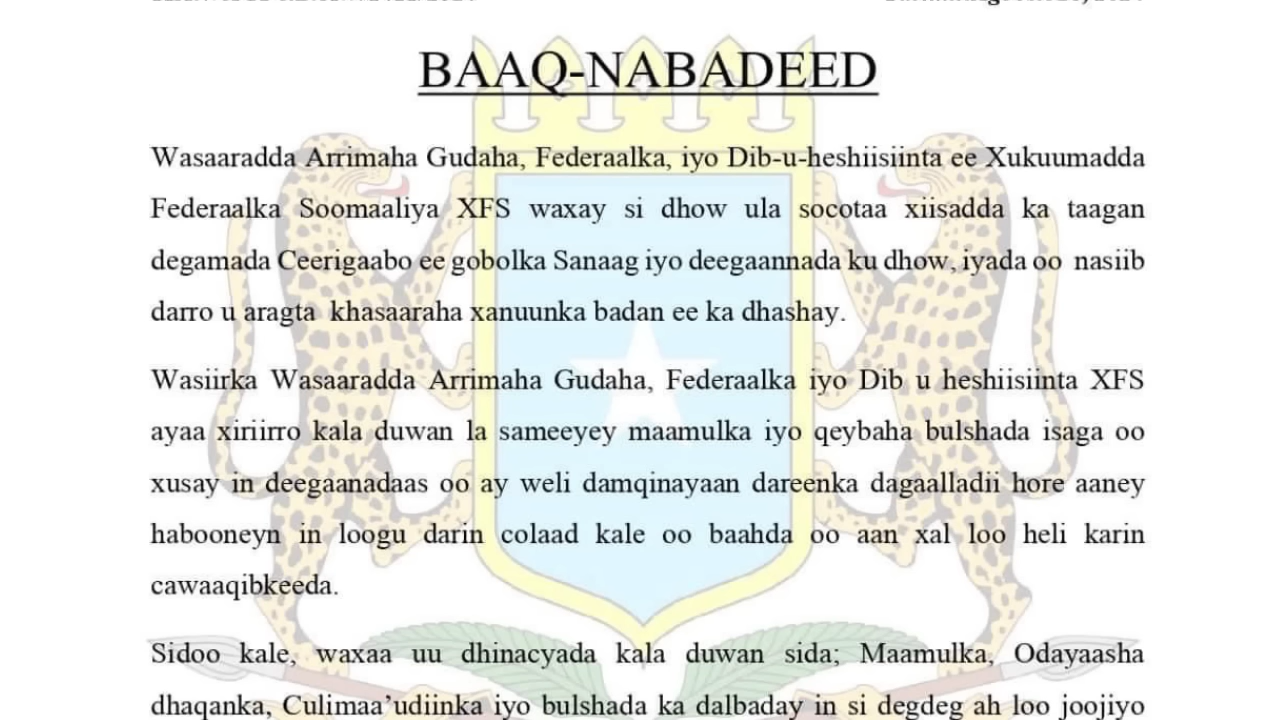 BAAQ-NABADEED
Wasaaradda Arrimaha Gudaha, Federaalka, iyo Dib-u-heshiisiinta ee Xukuumadda
Federaalka Soomaaliya XFS waxay si dhow ula socotaa xiisadda ka taagan
degamada Ceerigaabo ee gobolka Sanaag iyo deegaannada ku dhow, iyada oo nasiib
darro u aragta khasaaraha xanuunka badan ee ka dhashay.
Wasiirka Wasaaradda Arrimaha Gudaha, Federaalka iyo Dib u heshiisiinta XFS
ayaa xiriirro kala duwan la sameeyey maamulka iyo qeybaha bulshada isaga oo
xusay in deegaanadaas oo ay weli damqinayaan dareenka dagaalladii hore aaney
habooneyn in loogu darin colaad kale oo baahda oo aan xal loo heli karin
cawaaqibkeeda.
Sidoo kale, waxaa uu dhinacyada kala duwan sida; Maamulka, Odayaasha
dhaqanka, Culimaa’udiinka iyo bulshada ka dalbaday in si degdeg ah loo joojiyo